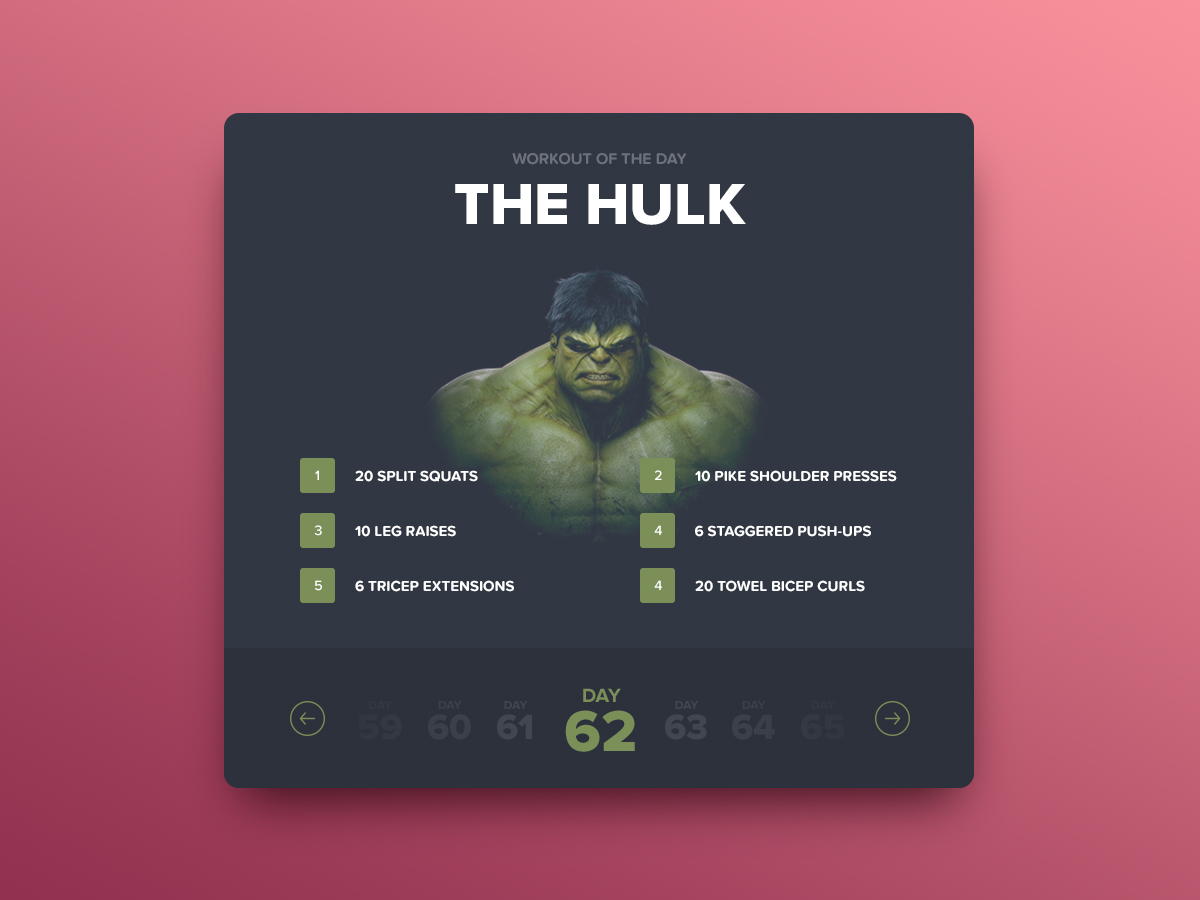 WORKOUT OF THE DAY
THE HULK
1 20 SPLIT SQUATS
2 10 PIKE SHOULDER PRESSES
3 10 LEG RAISES
4 6 STAGGERED PUSH-UPS
5 6 TRICEP EXTENSIONS
4 20 TOWEL BICEP CURLS
DAY 59
DAY 60
DAY 61
DAY 62
DAY 63
DAY 64
DAY 65